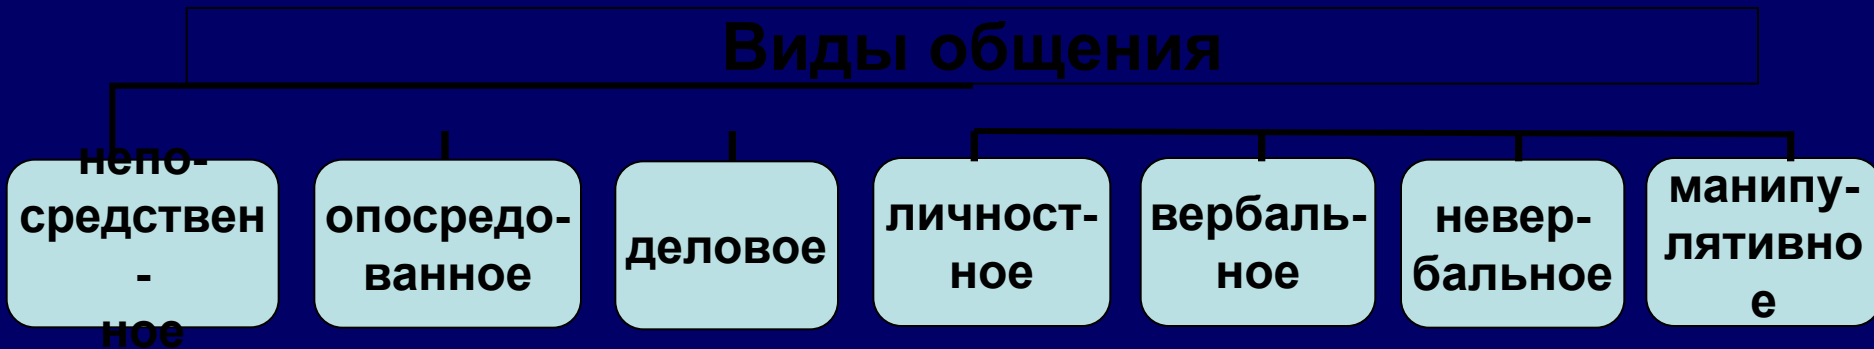 Виды общения
непо-
средствен
-
ное
опосредо-
ванное
деловое
личност-
ное
вербаль-
ное
невер-
бальное
манипу-
лятивно
е